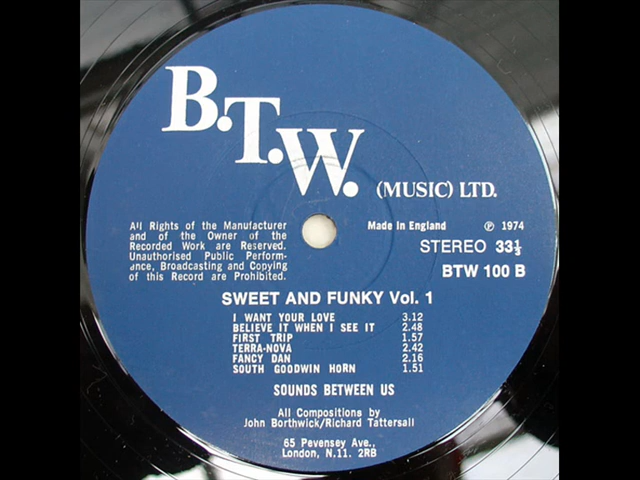 B.T.W. (MUSIC) LTD.
All Rights of the Manufacturer
and of the Owner of the
Recorded Work are Reserved.
Unauthorised Public Perform-
ance, Broadcasting and Copying
of this Record are Prohibited.
Made in England ℗ 1974
STEREO 33⅓
BTW 100 B
SWEET AND FUNKY Vol. 1
I WANT YOUR LOVE 3.12
BELIEVE IT WHEN I SEE IT 2.48
FIRST TRIP 1.57
TERRA-NOVA 2.42
FANCY DAN 2.16
SOUTH GOODWIN HORN 1.51
SOUNDS BETWEEN US
All Compositions by
John Borthwick/Richard Tattersall
65 Pevensey Ave.,
London, N.11. 2RB